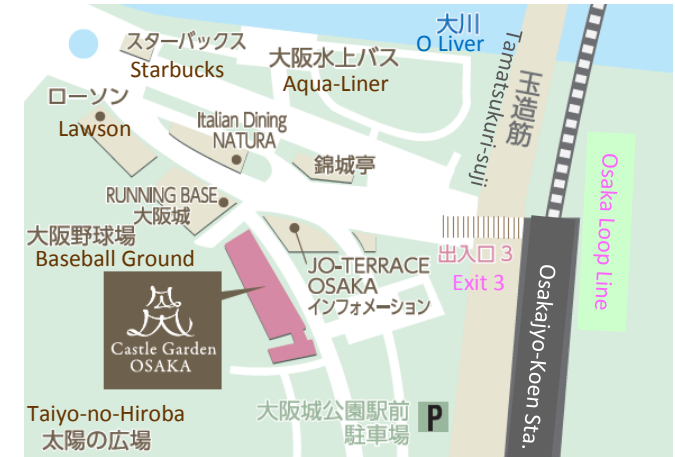 大川
O Liver
スターバックス
Starbucks
大阪水上バス
Aqua-Liner
玉造筋
Tamatsukuri-suji
ローソン
Lawson
Italian Dining
NATURA
錦城亭
Osaka Loop Line
RUNNING BASE
大阪城
大阪野球場
Baseball Ground
出入口 3
Exit 3
JO-TERRACE
OSAKA
インフォメーション
Osakajyo-Koen Sta.
Castle Garden
OSAKA
Taiyo-no-Hiroba
太陽の広場
大阪城公園駅前
駐車場
P